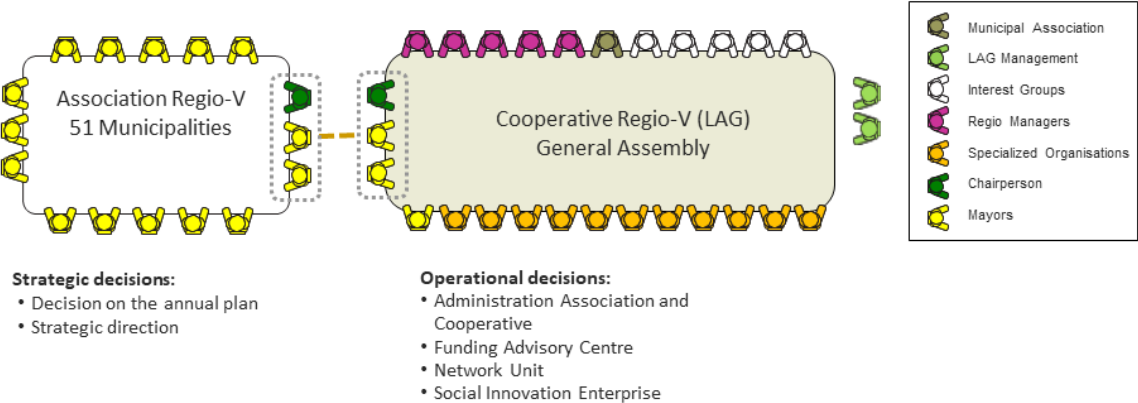 Association Regio-V
51 Municipalities
Cooperative Regio-V (LAG)
General Assembly
Municipal Association
LAG Management
Interest Groups
Regio Managers
Specialized Organisations
Chairperson
Mayors
Strategic decisions:
• Decision on the annual plan
• Strategic direction
Operational decisions:
• Administration Association and
Cooperative
• Funding Advisory Centre
• Network Unit
• Social Innovation Enterprise